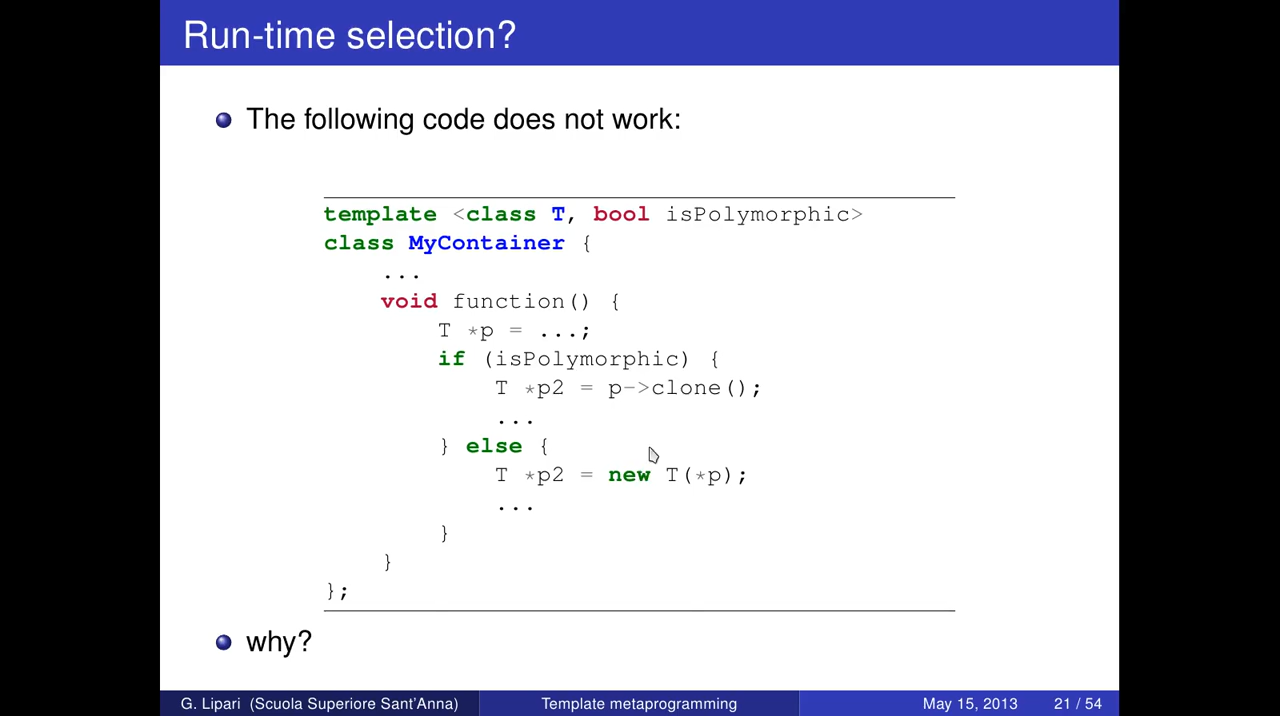 Run-time selection?
The following code does not work:
template <class T, bool isPolymorphic>
class MyContainer {
...
void function() {
T *p = ...;
if (isPolymorphic) {
T *p2 = p->clone();
...
} else {
T *p2 = new T(*p);
...
}
}
};
why?
G. Lipari (Scuola Superiore Sant'Anna) Template metaprogramming May 15, 2013 21 / 54